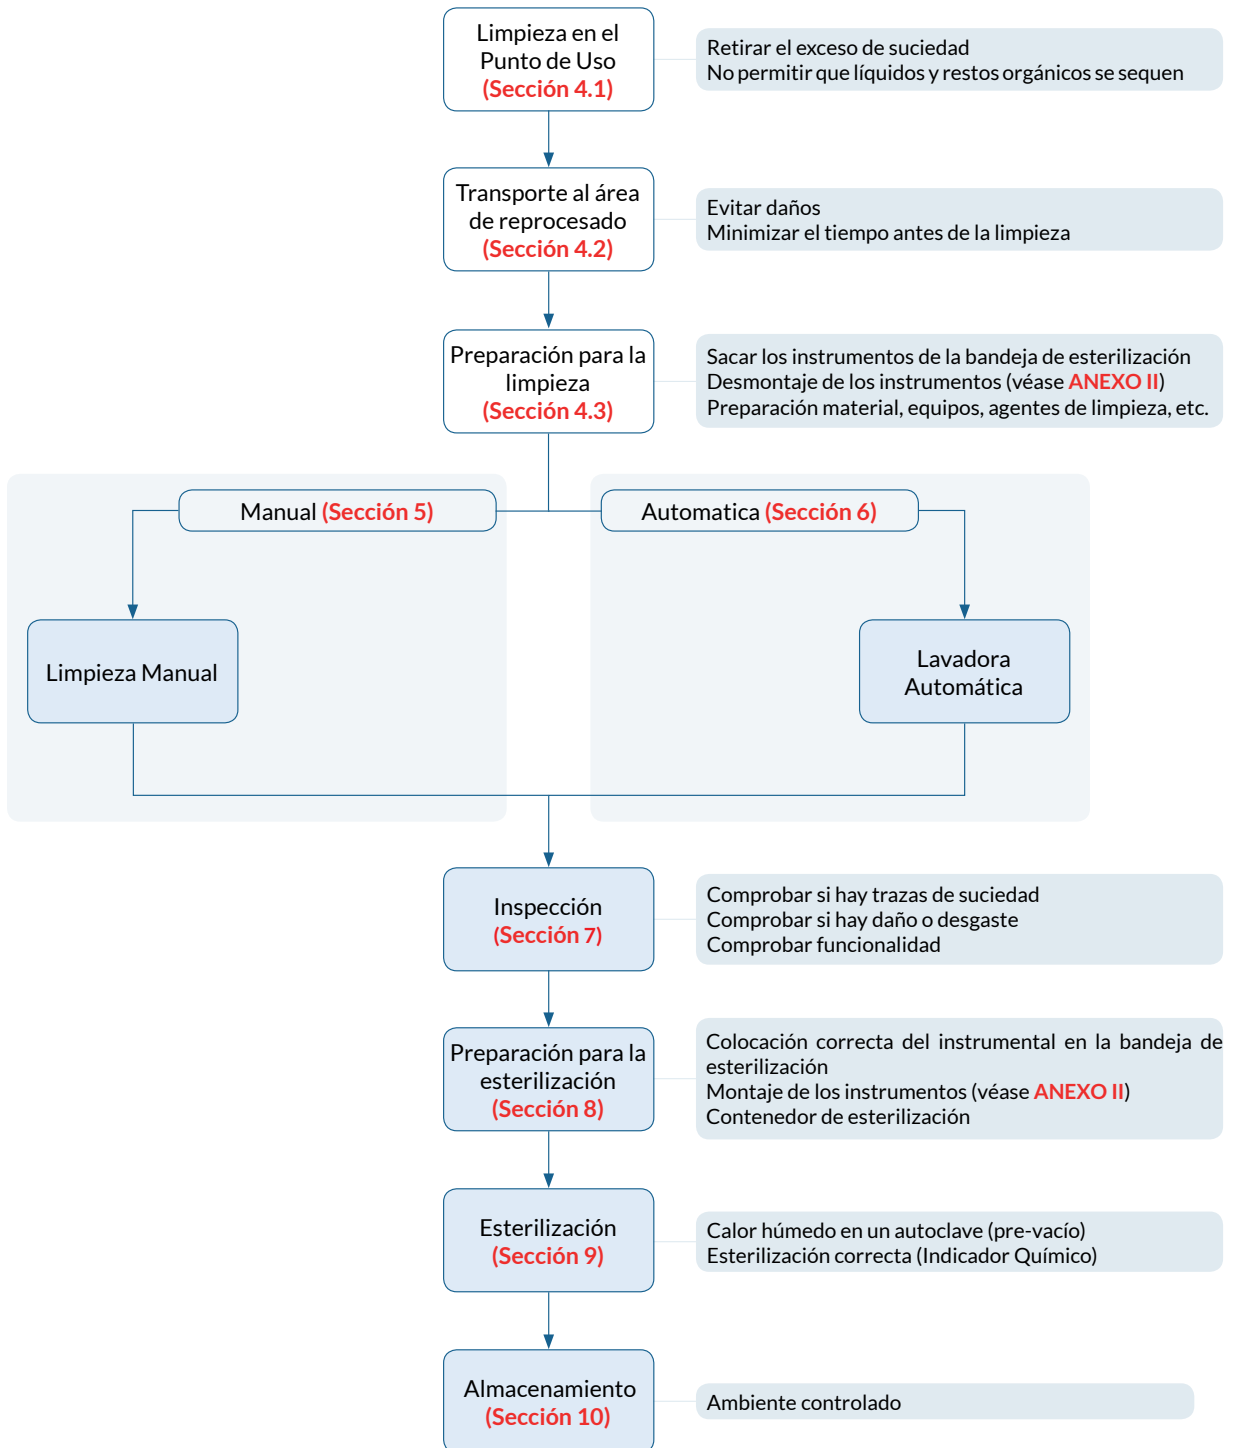 Limpieza en el
Punto de Uso
(Sección 4.1)
Retirar el exceso de suciedad
No permitir que líquidos y restos orgánicos se sequen
Transporte al área
de reprocesado
(Sección 4.2)
Evitar daños
Minimizar el tiempo antes de la limpieza
Preparación para la
limpieza
(Sección 4.3)
Sacar los instrumentos de la bandeja de esterilización
Desmontaje de los instrumentos (véase ANEXO II)
Preparación material, equipos, agentes de limpieza, etc.
Manual (Sección 5)
Automatica (Sección 6)
Limpieza Manual
Lavadora
Automática
Inspección
(Sección 7)
Comprobar si hay trazas de suciedad
Comprobar si hay daño o desgaste
Comprobar funcionalidad
Preparación para la
esterilización
(Sección 8)
Colocación correcta del instrumental en la bandeja de
esterilización
Montaje de los instrumentos (véase ANEXO II)
Contenedor de esterilización
Esterilización
(Sección 9)
Calor húmedo en un autoclave (pre-vacío)
Esterilización correcta (Indicador Químico)
Almacenamiento
(Sección 10)
Ambiente controlado